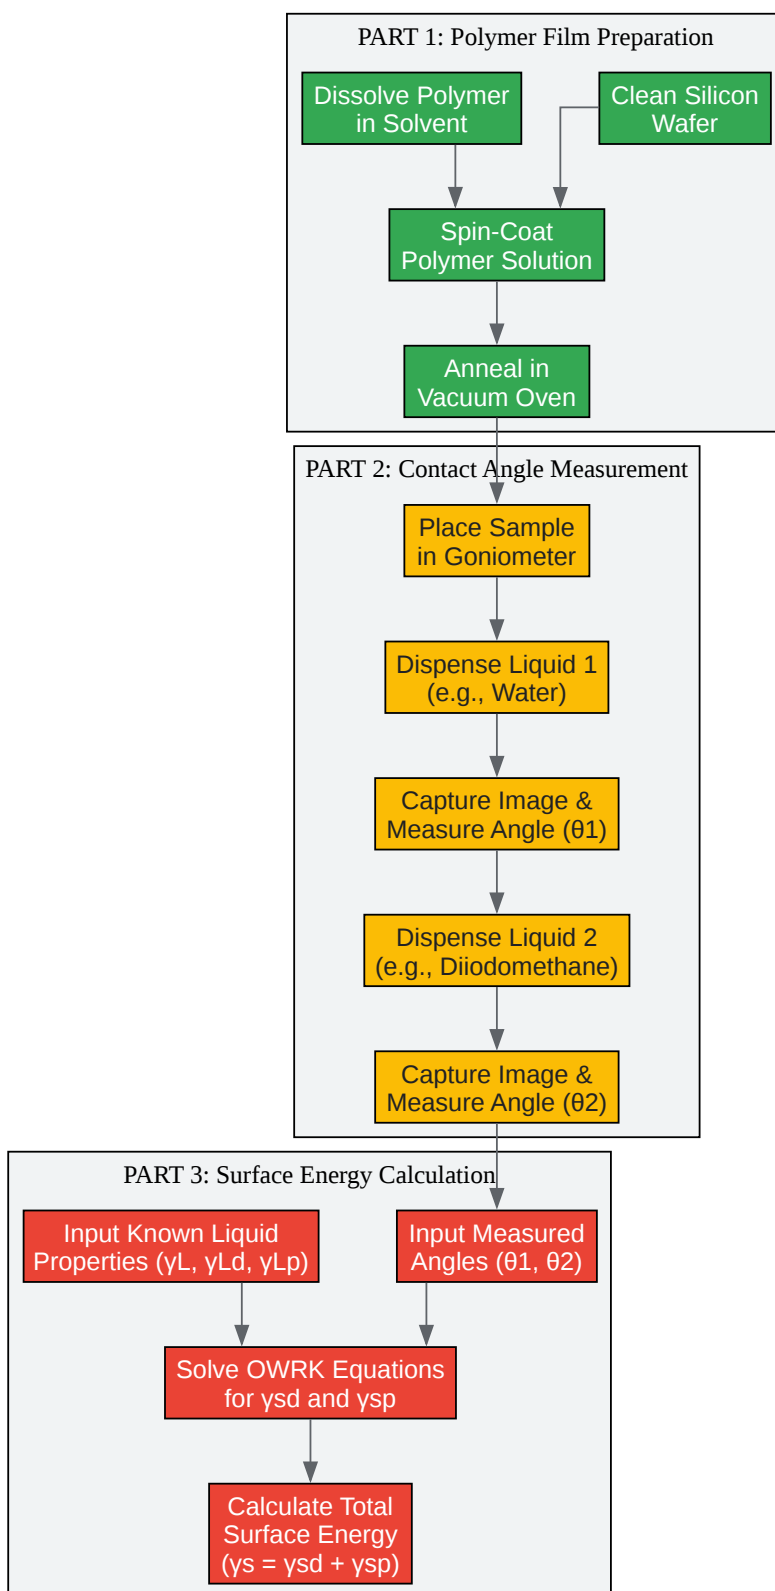 PART 1: Polymer Film Preparation
Dissolve Polymer
in Solvent
Clean Silicon
Wafer
Spin-Coat
Polymer Solution
Anneal in
Vacuum Oven
PART 2: Contact Angle Measurement
Place Sample
in Goniometer
Dispense Liquid 1
(e.g., Water)
Capture Image &
Measure Angle (θ1)
Dispense Liquid 2
(e.g., Diiodomethane)
Capture Image &
Measure Angle (θ2)
PART 3: Surface Energy Calculation
Input Known Liquid
Properties (γL, γLd, γLp)
Input Measured
Angles (θ1, θ2)
Solve OWRK Equations
for γsd and γsp
Calculate Total
Surface Energy
(γs = γsd + γsp)